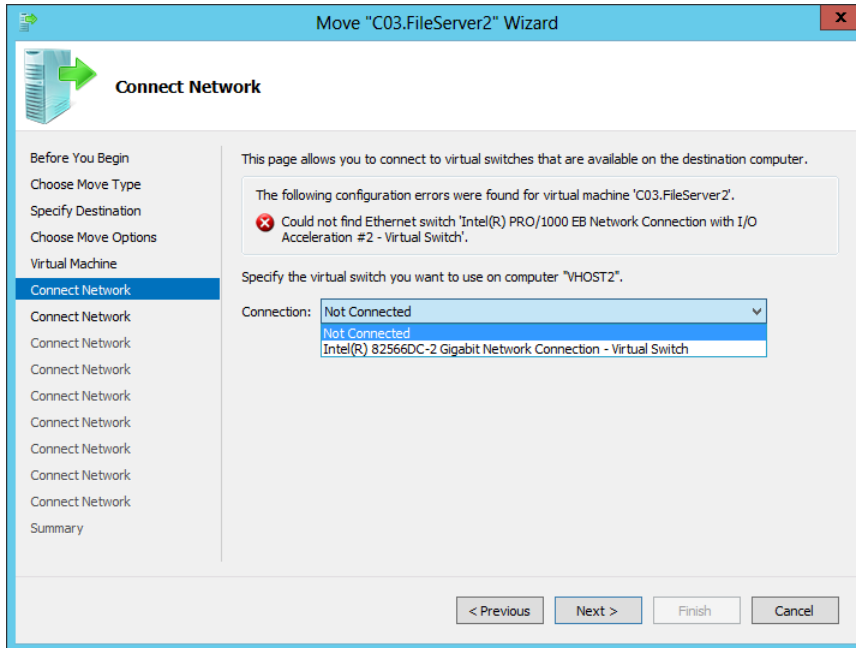 Move "C03.FileServer2" Wizard
x
Connect Network
Before You Begin
Choose Move Type
Specify Destination
Choose Move Options
Virtual Machine
Connect Network
Connect Network
Connect Network
Connect Network
Connect Network
Connect Network
Connect Network
Connect Network
Connect Network
Summary
This page allows you to connect to virtual switches that are available on the destination computer.
The following configuration errors were found for virtual machine 'C03.FileServer2'.
Could not find Ethernet switch 'Intel(R) PRO/1000 EB Network Connection with I/O
Acceleration #2 - Virtual Switch'.
Specify the virtual switch you want to use on computer "VHOST2".
Connection: Not Connected
Not Connected
Intel(R) 82566DC-2 Gigabit Network Connection - Virtual Switch
< Previous
Next >
Finish
Cancel